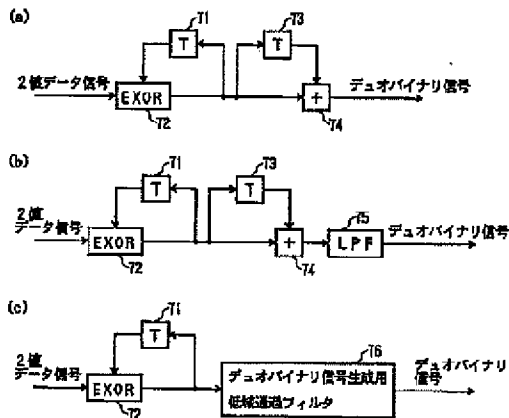 (a)
71
T
73
T
2値データ信号
EXOR
72
+
74
デュオバイナリ信号
(b)
71
T
73
T
2値
データ信号
EXOR
72
+
74
75
LPF
デュオバイナリ信号
(c)
71
T
2値
データ信号
EXOR
72
76
デュオバイナリ信号生成用
低域通過フィルタ
デュオバイナリ
信号